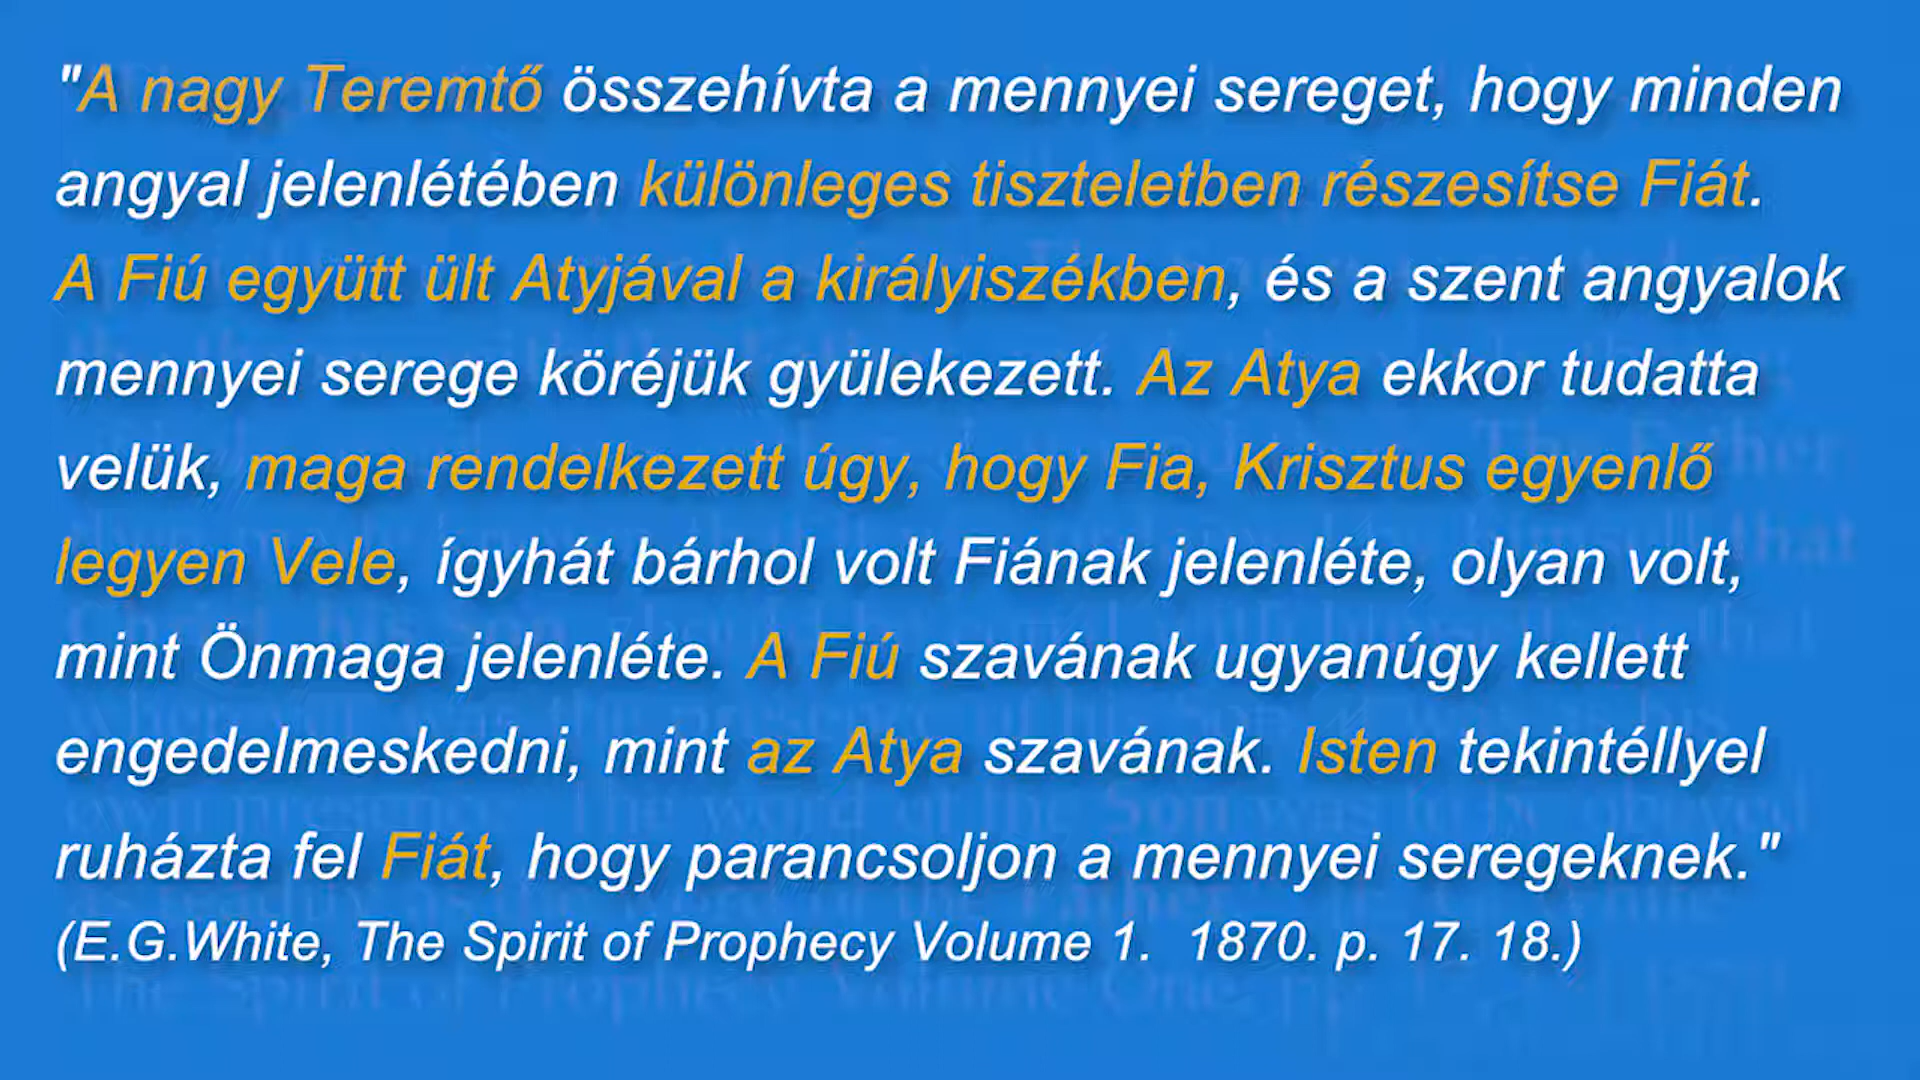 "A nagy Teremtő összehívta a mennyei sereget, hogy minden
angyal jelenlétében különleges tiszteletben részesítse Fiát.
A Fiú együtt ült Atyjával a királyiszékben, és a szent angyalok
mennyei serege köréjük gyülekezett. Az Atya ekkor tudatta
velük, maga rendelkezett úgy, hogy Fia, Krisztus egyenlő
legyen Vele, ígyhát bárhol volt Fiának jelenléte, olyan volt,
mint Önmaga jelenléte. A Fiú szavának ugyanúgy kellett
engedelmeskedni, mint az Atya szavának. Isten tekintéllyel
ruházta fel Fiát, hogy parancsoljon a mennyei seregeknek."
(E.G.White, The Spirit of Prophecy Volume 1. 1870. p. 17. 18.)